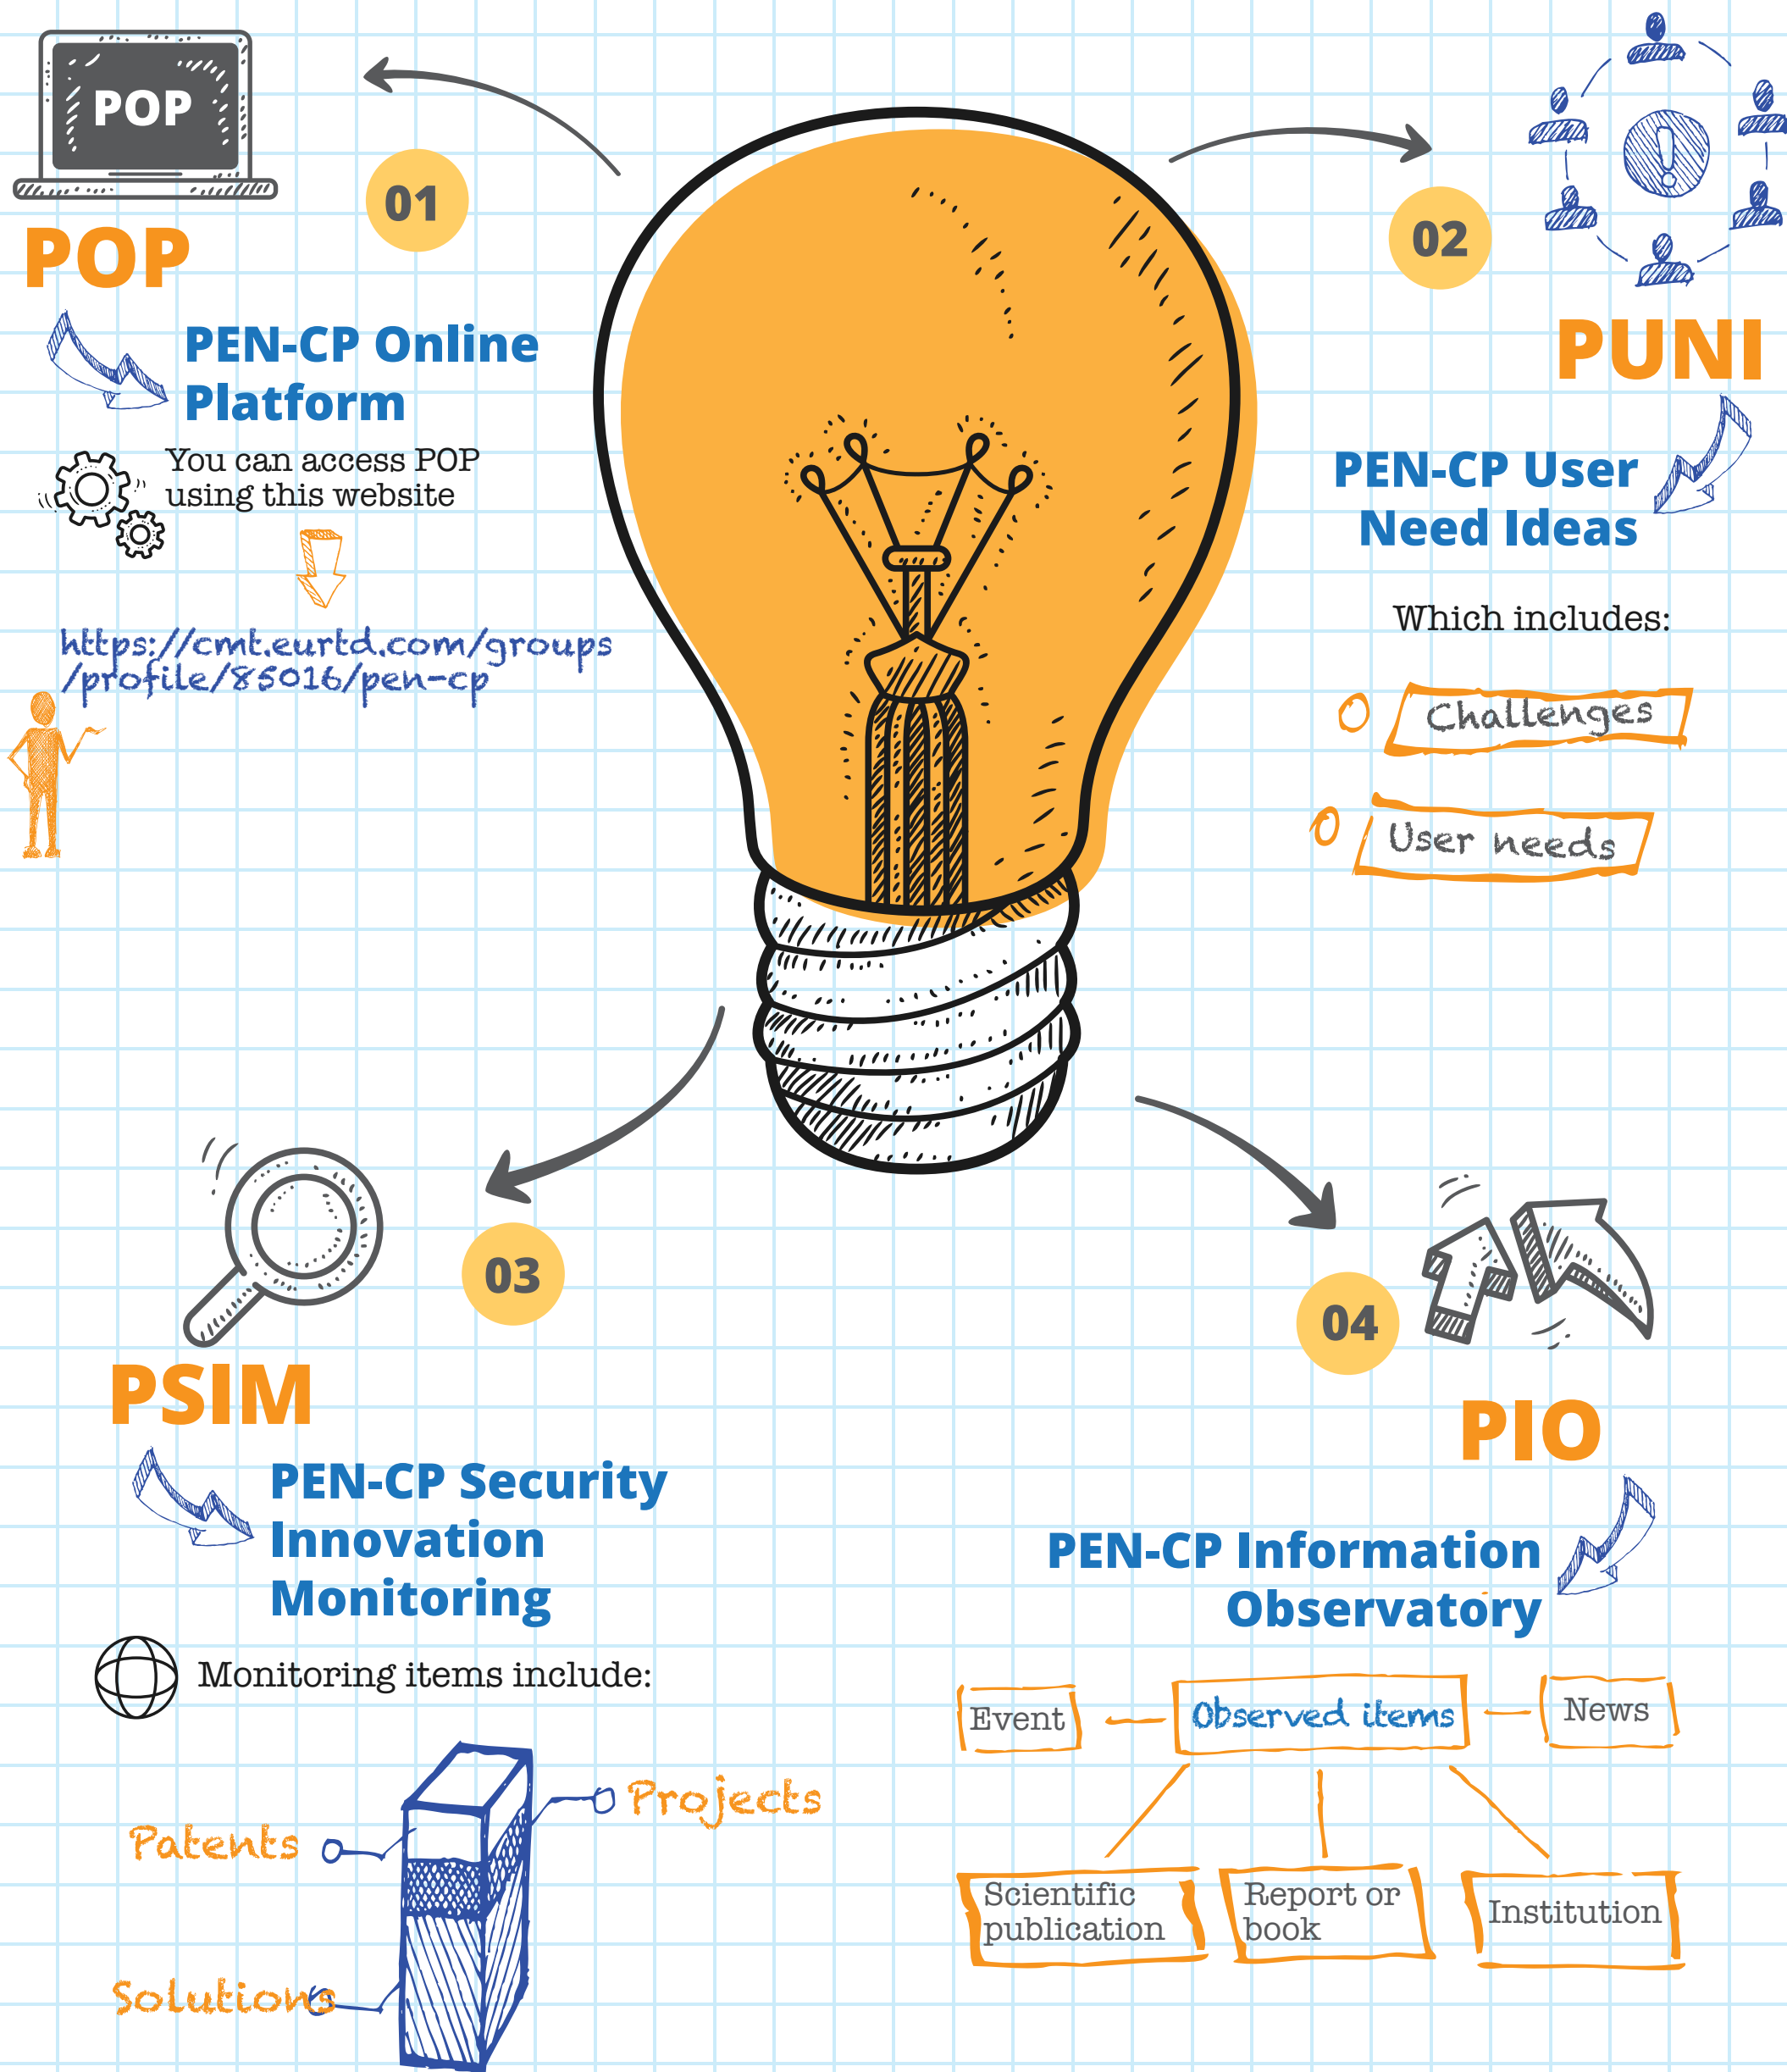 POP
01
POP
PEN-CP Online
Platform
You can access POP
using this website
https://cmt.eurtd.com/groups
/profile/85016/pen-cp
02
PUNI
PEN-CP User
Need Ideas
Which includes:
Challenges
User needs
03
PSIM
PEN-CP Security
Innovation
Monitoring
Monitoring items include:
Projects
Patents
Solutions
04
PIO
PEN-CP Information
Observatory
Event
Observed items
News
Scientific
publication
Report or
book
Institution